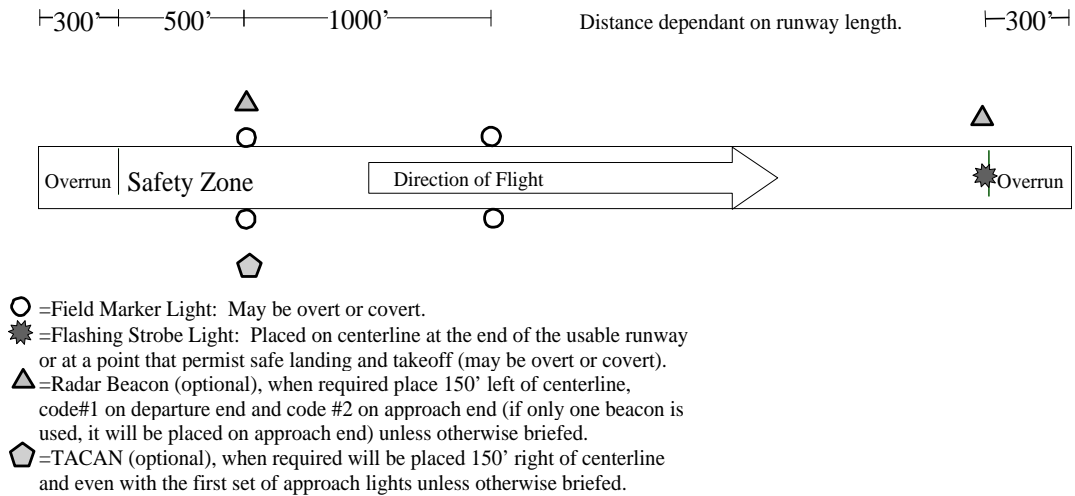 300' 500' 1000' Distance dependant on runway length. 300'
Overrun Safety Zone Direction of Flight Overrun
=Field Marker Light: May be overt or covert.
=Flashing Strobe Light: Placed on centerline at the end of the usable runway
or at a point that permist safe landing and takeoff (may be overt or covert).
=Radar Beacon (optional), when required place 150' left of centerline,
code#1 on departure end and code #2 on approach end (if only one beacon is
used, it will be placed on approach end) unless otherwise briefed.
=TACAN (optional), when required will be placed 150' right of centerline
and even with the first set of approach lights unless otherwise briefed.